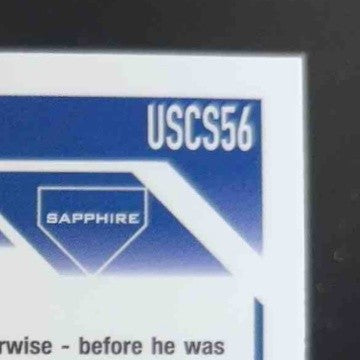 USCS56
SAPPHIRE
rwise - before he was